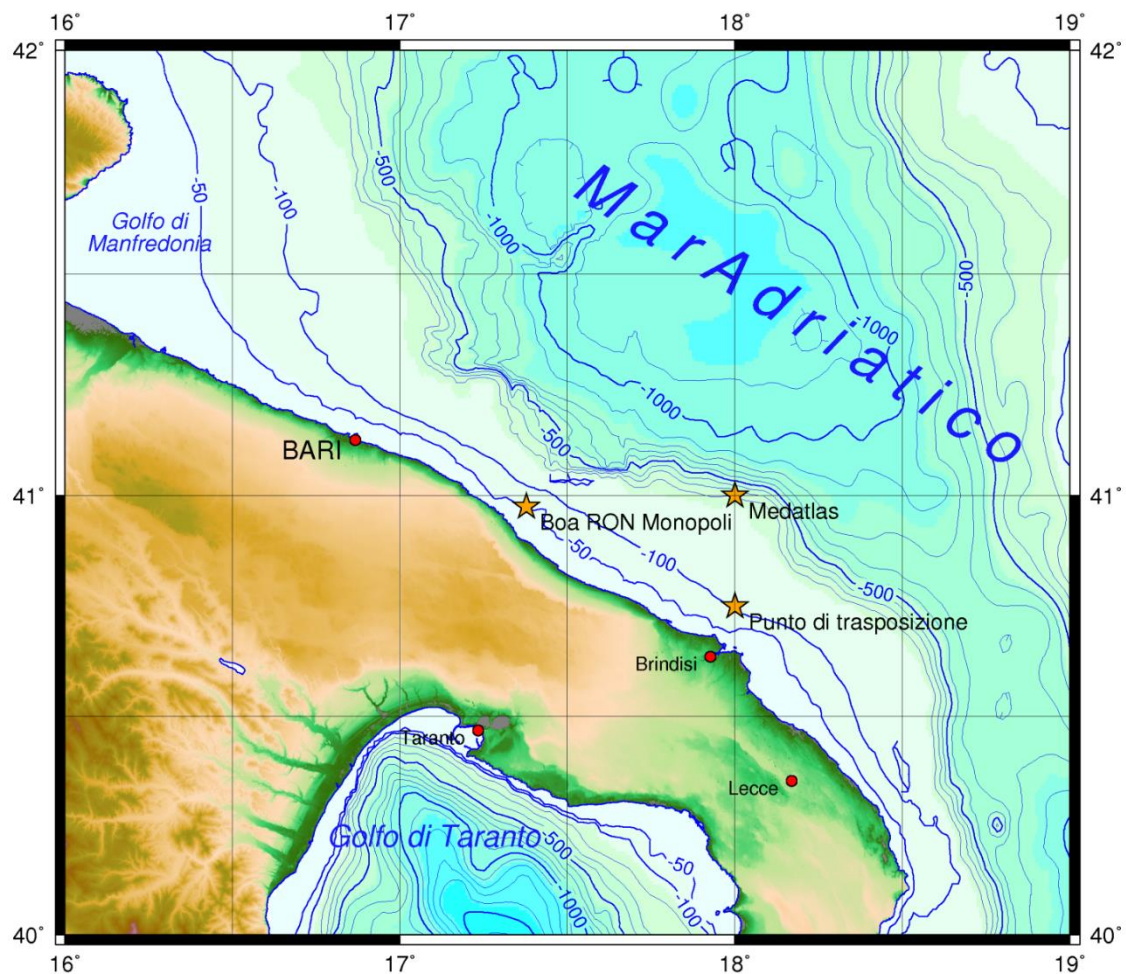 16°
17°
18°
19°
42°
42°
-500
-50
-100
Golfo di
Manfredonia
-1000
MarAdriatico
-500
-1000
-1000
BARI
-500
41°
41°
Medatlas
Boa RON Monopoli
-50
-100
-500
Punto di trasposizione
Brindisi
Taranto
Lecce
Golfo di Taranto
-500
-50
-1000
40°
40°
16°
17°
18°
19°